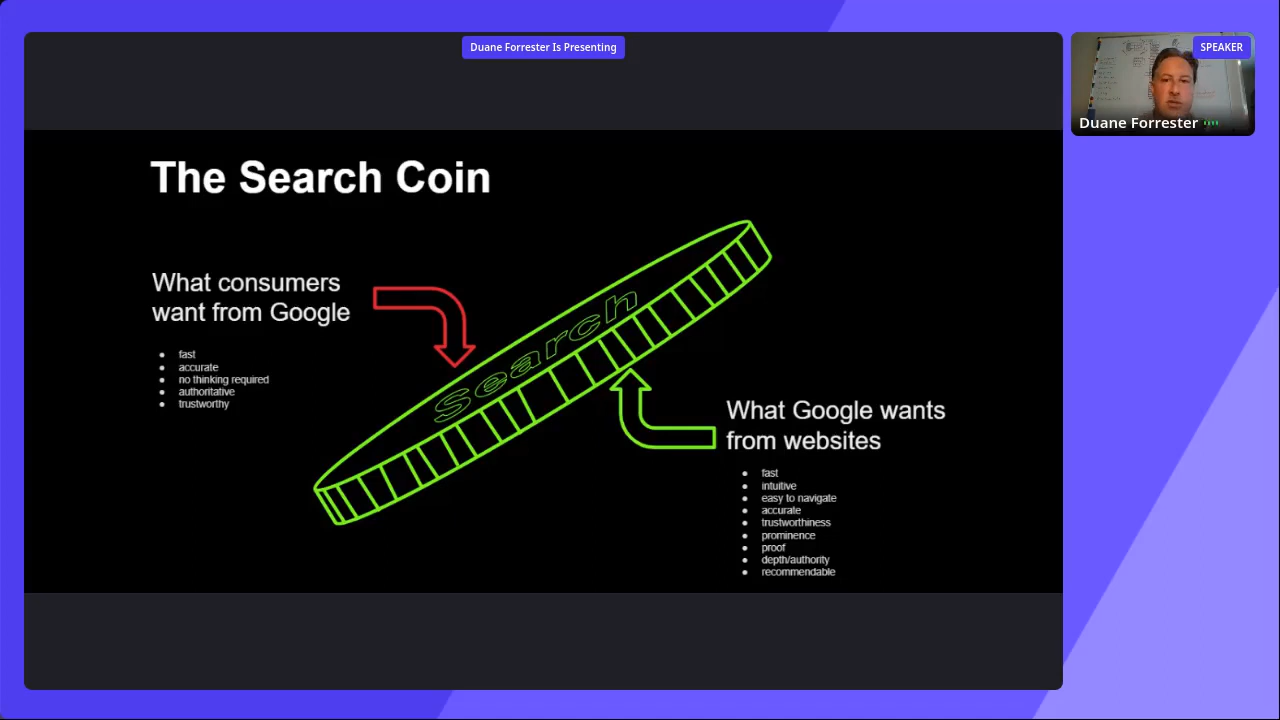 Duane Forrester Is Presenting
SPEAKER
Duane Forrester
The Search Coin
What consumers
want from Google
fast
accurate
no thinking required
authoritative
trustworthy
Search
What Google wants
from websites
fast
intuitive
easy to navigate
accurate
trustworthiness
prominence
proof
depth/authority
recommendable